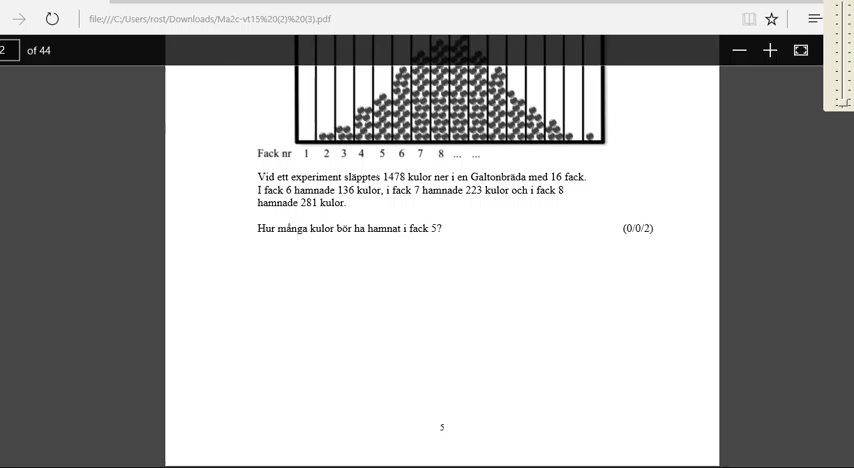 file:///C:/Users/rost/Downloads/Ma2c-vt15%20(2)%20(3).pdf
2 of 44
Fack nr 1 2 3 4 5 6 7 8 ... ...
Vid ett experiment släpptes 1478 kulor ner i en Galtonbräda med 16 fack.
I fack 6 hamnade 136 kulor, i fack 7 hamnade 223 kulor och i fack 8
hamnade 281 kulor.
Hur många kulor bör ha hamnat i fack 5? (0/0/2)
5